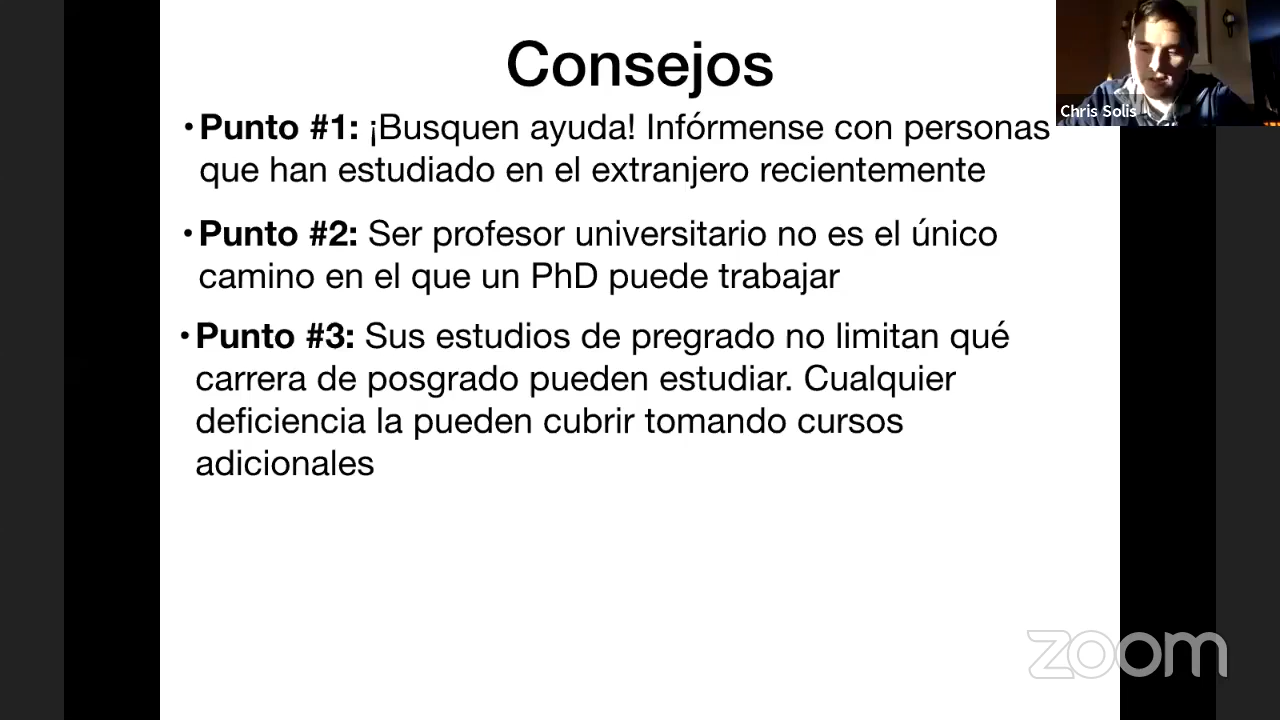 Consejos
• Punto #1: ¡Busquen ayuda! Infórmense con personas
que han estudiado en el extranjero recientemente
• Punto #2: Ser profesor universitario no es el único
camino en el que un PhD puede trabajar
• Punto #3: Sus estudios de pregrado no limitan qué
carrera de posgrado pueden estudiar. Cualquier
deficiencia la pueden cubrir tomando cursos
adicionales
Chris Solis
zoom